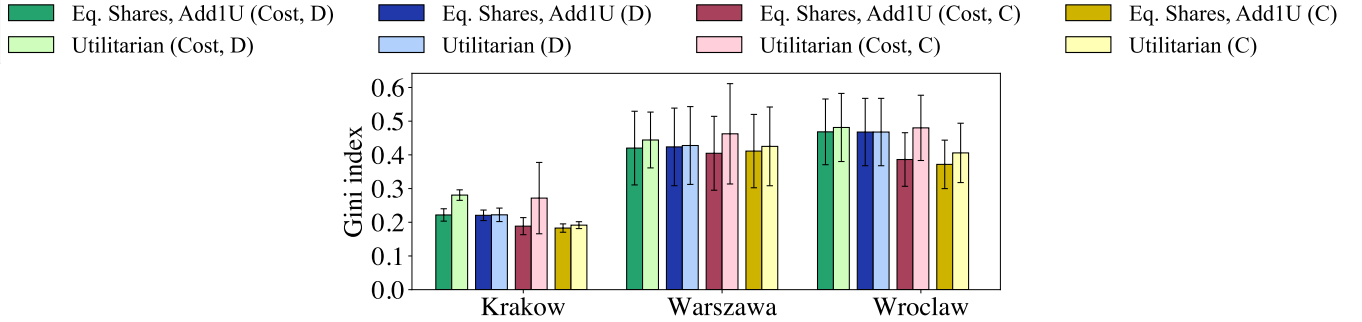 Eq. Shares, Add1U (Cost, D)
Eq. Shares, Add1U (D)
Eq. Shares, Add1U (Cost, C)
Eq. Shares, Add1U (C)
Utilitarian (Cost, D)
Utilitarian (D)
Utilitarian (Cost, C)
Utilitarian (C)
Gini index
0.6
0.5
0.4
0.3
0.2
0.1
0.0
Krakow
Warszawa
Wroclaw